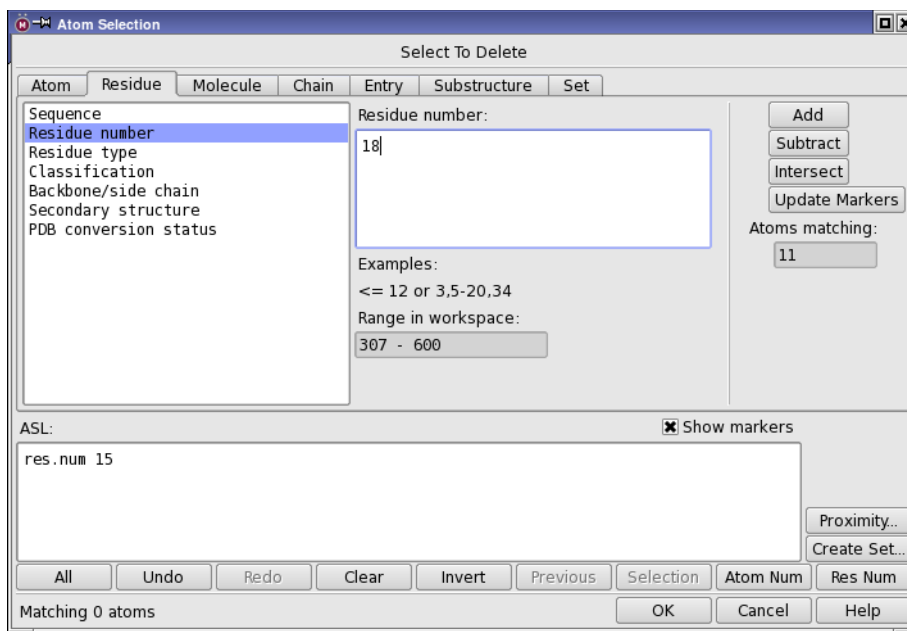 Atom Selection
Select To Delete
Atom Residue Molecule Chain Entry Substructure Set
Sequence
Residue number
Residue type
Classification
Backbone/side chain
Secondary structure
PDB conversion status
Residue number:
18
Examples:
<= 12 or 3,5-20,34
Range in workspace:
307 - 600
Add
Subtract
Intersect
Update Markers
Atoms matching:
11
ASL:
Show markers
res.num 15
Proximity...
Create Set...
All Undo Redo Clear Invert Previous Selection Atom Num Res Num
Matching 0 atoms
OK Cancel Help